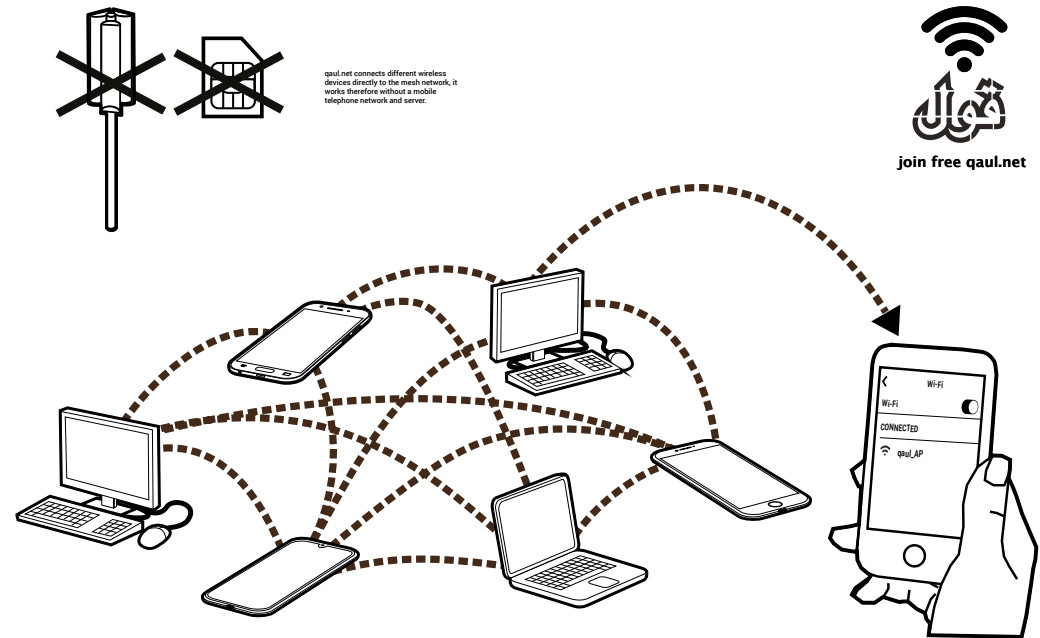 qaul.net connects different wireless
devices directly to the mesh network, it
works therefore without a mobile
telephone network and server.
قول
join free qaul.net
Wi-Fi
Wi-Fi
CONNECTED
qaul_AP